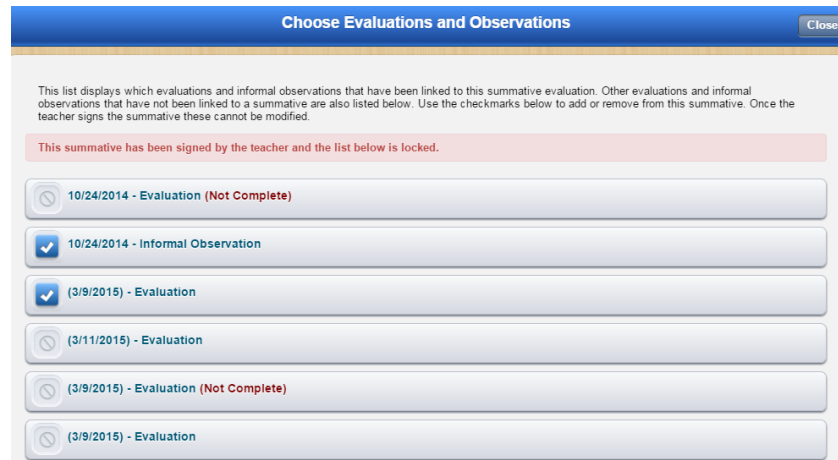 Choose Evaluations and Observations
Close
This list displays which evaluations and informal observations that have been linked to this summative evaluation. Other evaluations and informal
observations that have not been linked to a summative are also listed below. Use the checkmarks below to add or remove from this summative. Once the
teacher signs the summative these cannot be modified.
This summative has been signed by the teacher and the list below is locked.
10/24/2014 - Evaluation (Not Complete)
10/24/2014 - Informal Observation
(3/9/2015) - Evaluation
(3/11/2015) - Evaluation
(3/9/2015) - Evaluation (Not Complete)
(3/9/2015) - Evaluation